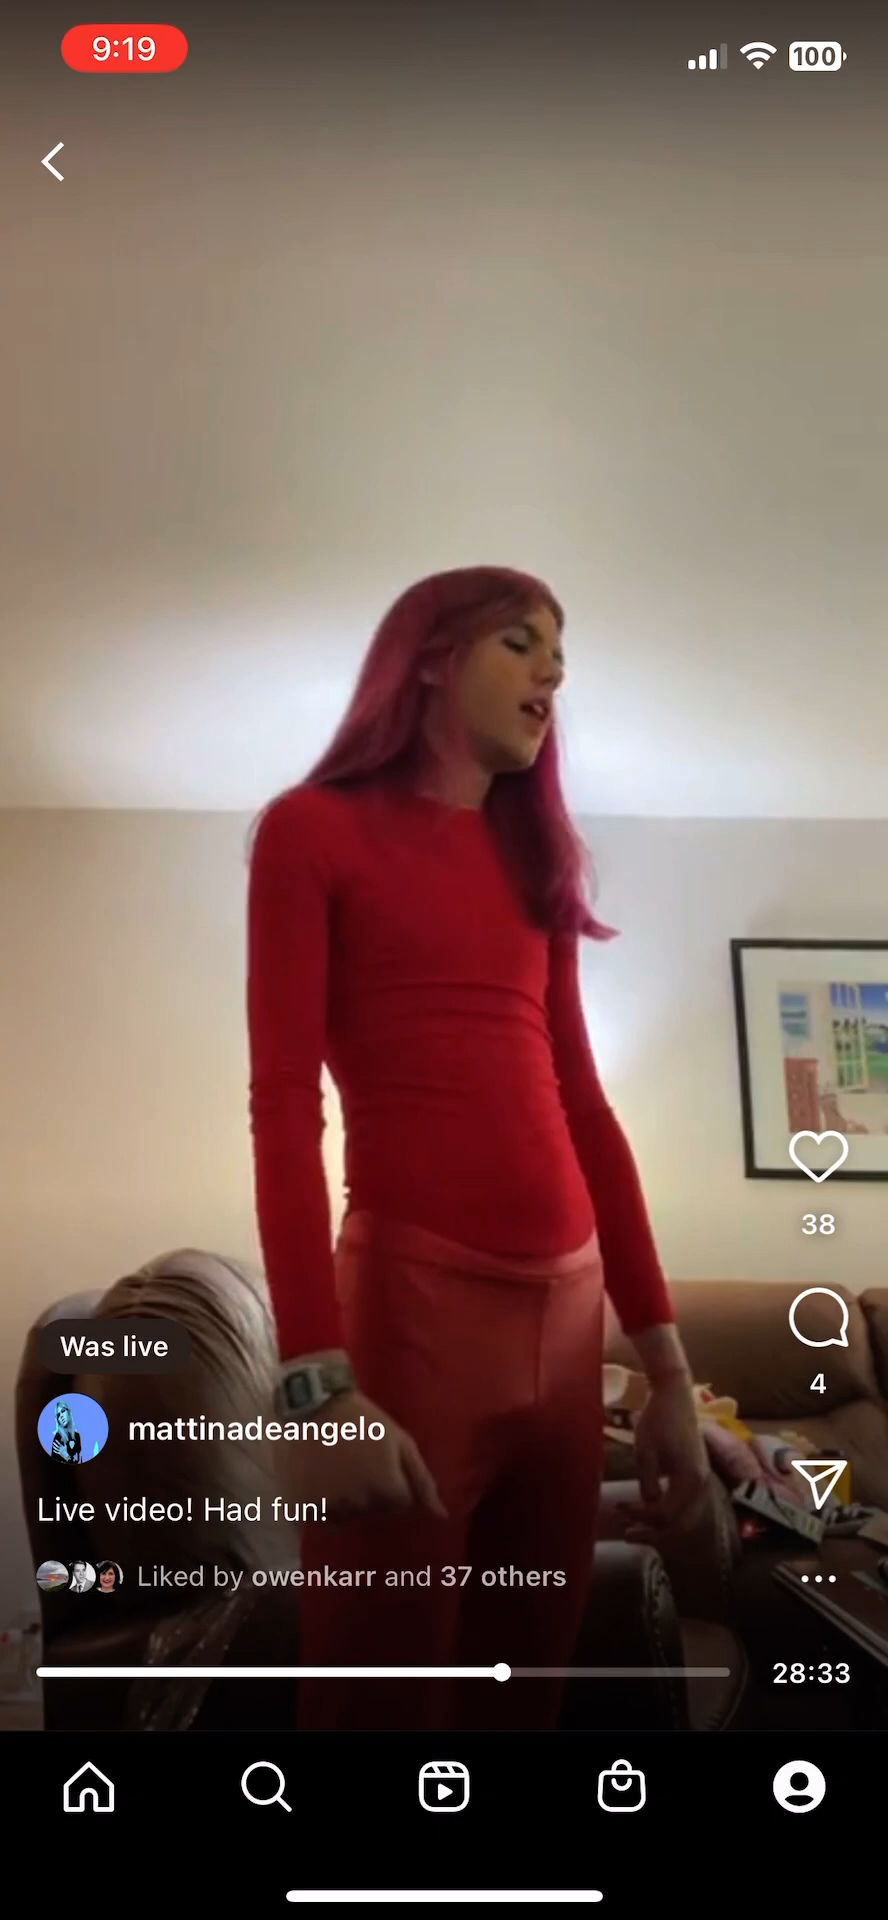 9:19
100
38
4
Was live
mattinadeangelo
Live video! Had fun!
Liked by owenkarr and 37 others
28:33